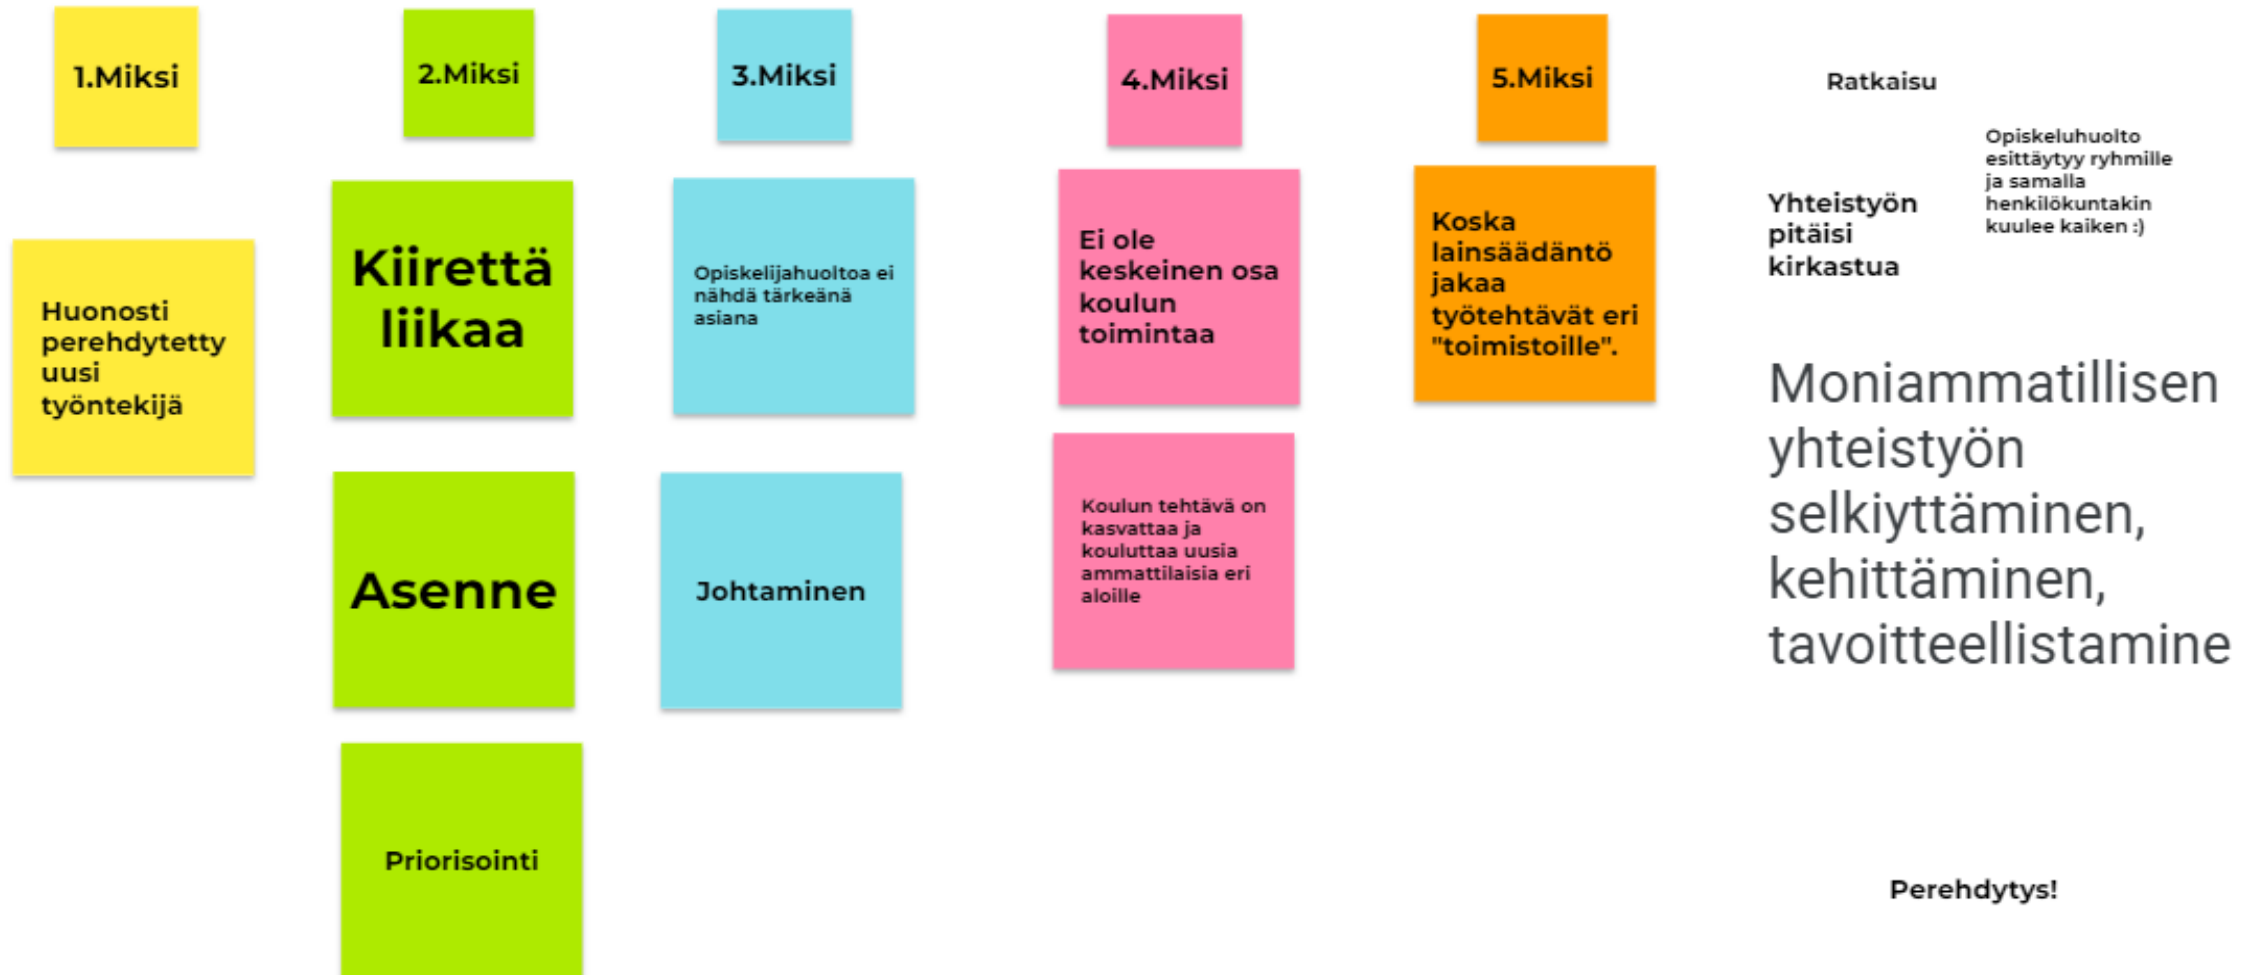 1.Miksi
Huonosti
perehdytetty
uusi
työntekijä
2.Miksi
Kiirettä
liikaa
Asenne
Priorisointi
3.Miksi
Opiskelijahuoltoa ei
nähdä tärkeänä
asiana
Johtaminen
4.Miksi
Ei ole
keskeinen osa
koulun
toimintaa
Koulun tehtävä on
kasvattaa ja
kouluttaa uusia
ammattilaisia eri
aloille
5.Miksi
Koska
lainsäädäntö
jakaa
työtehtävät eri
"toimistoille".
Ratkaisu
Opiskeluhuolto
esittäytyy ryhmille
ja samalla
henkilökuntakin
kuulee kaiken :)
Yhteistyön
pitäisi
kirkastua
Moniammatillisen
yhteistyön
selkiyttäminen,
kehittäminen,
tavoitteellistamine
Perehdytys!